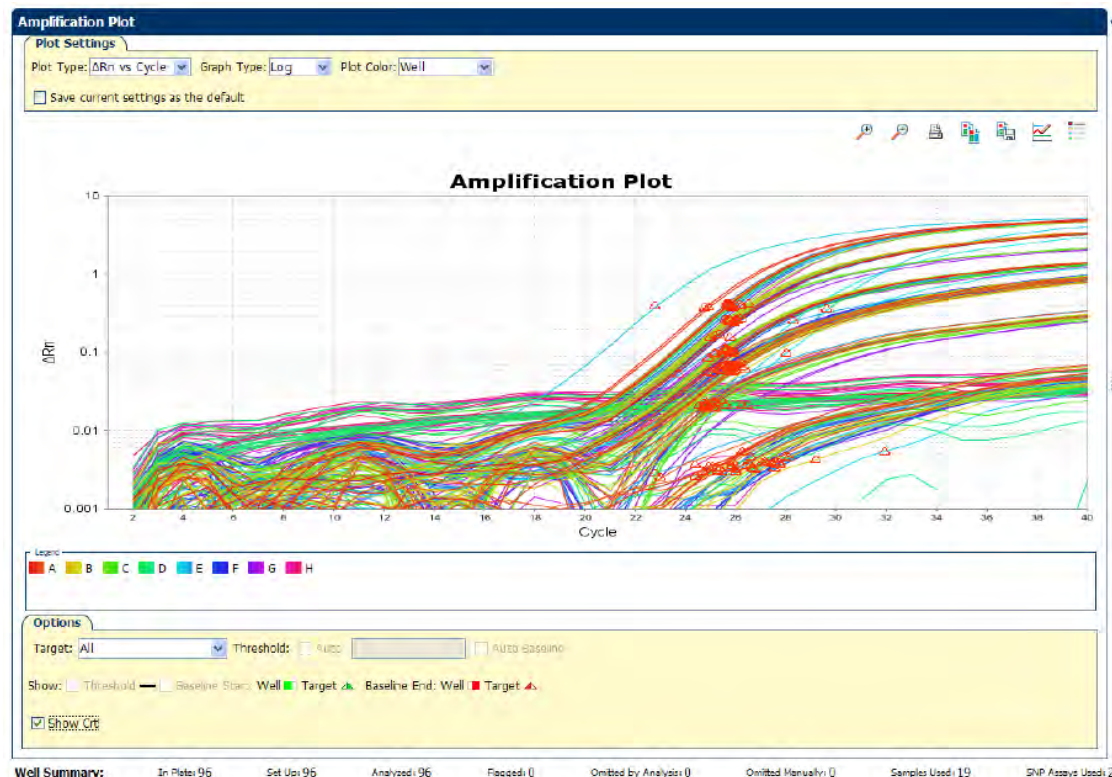 Amplification Plot
Plot Settings
Plot Type: ΔRn vs Cycle Graph Type: Log Plot Color: Well
Save current settings as the default
Amplification Plot
10
1
0.1
0.01
0.001
ΔRn
2 4 6 8 10 12 14 16 18 20 22 24 26 28 30 32 34 36 38 40
Cycle
Legend
A B C D E F G H
Options
Target: All Threshold: Auto Auto Baseline
Show: Threshold Baseline Start: Well Target Baseline End: Well Target
Show Crt
Well Summary: In Plate: 96 Set Up: 96 Analyzed: 96 Flagged: 0 Omitted by Analysis: 0 Omitted Manually: 0 Samples Used: 19 SNP Assays Used: